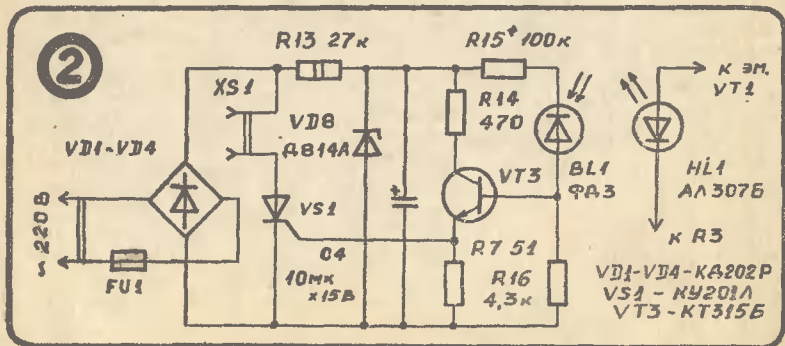 2
R13 27к
R15* 100к
XS1
VD8
Д814А
R14
470
VT3
BL1
ФД3
к эм.
VT1
HL1
АЛ307Б
к R3
VD1-VD4
VS1
~220В
FU1
C4
10мк
×15В
R7 51
R16
4,3к
VD1-VD4-КД202Р
VS1-КУ201Л
VT3-КТ315Б